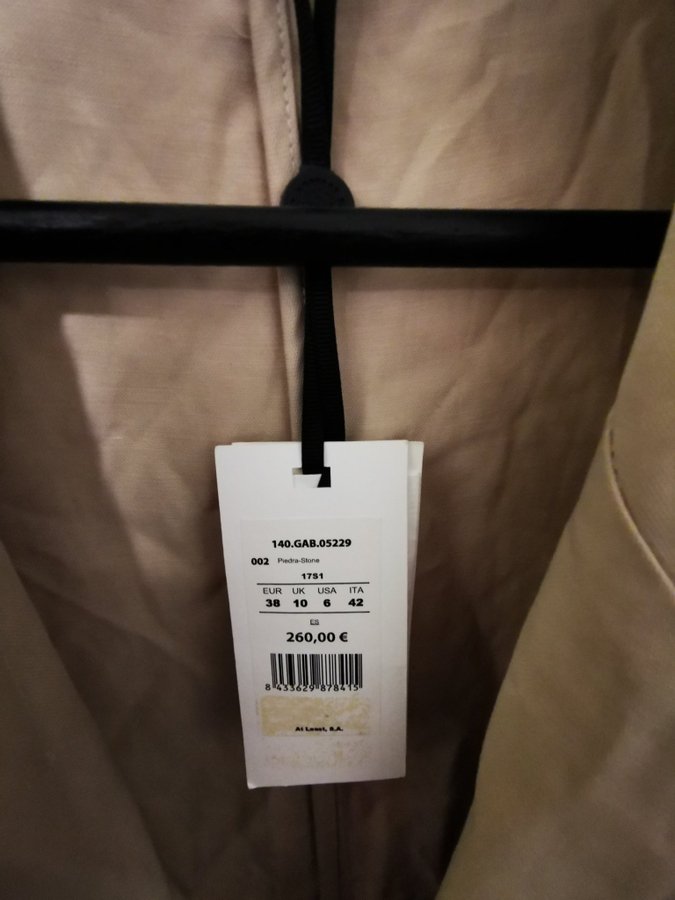 140.GAB.05229
002 Piedra-Stone
17S1
EUR UK USA ITA
38 10 6 42
ES
260,00 €
8 433629 878415
At Least, S.A.